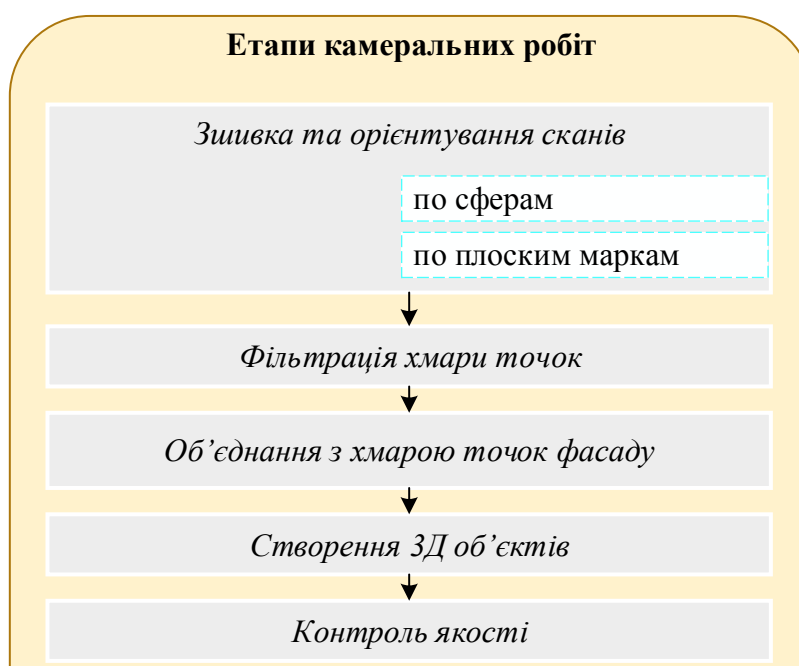 Етапи камеральних робіт
Зшивка та орієнтування сканів
по сферам
по плоским маркам
Фільтрація хмари точок
Об’єднання з хмарою точок фасаду
Створення 3Д об’єктів
Контроль якості